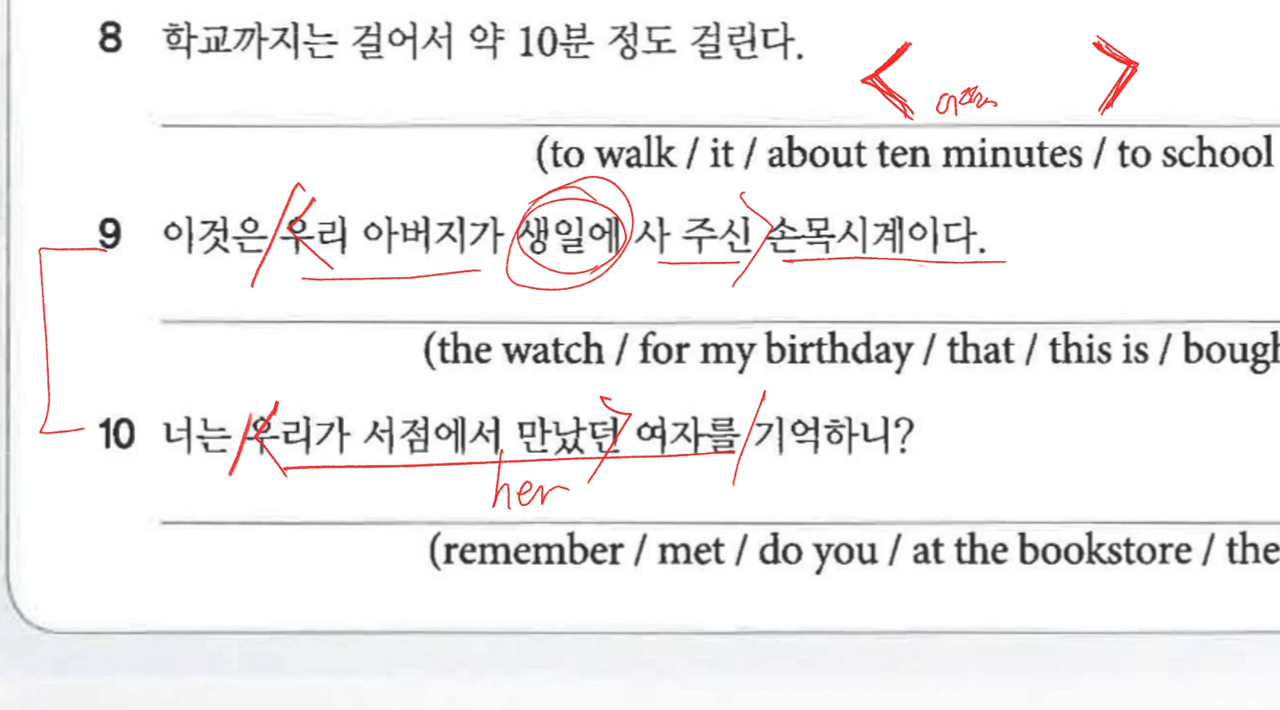 8 학교까지는 걸어서 약 10분 정도 걸린다.
(to walk / it / about ten minutes / to school
9 이것은 우리 아버지가 생일에 사 주신 손목시계이다.
(the watch / for my birthday / that / this is / bough
10 너는 우리가 서점에서 만났던 여자를 기억하니?
her
(remember / met / do you / at the bookstore / the